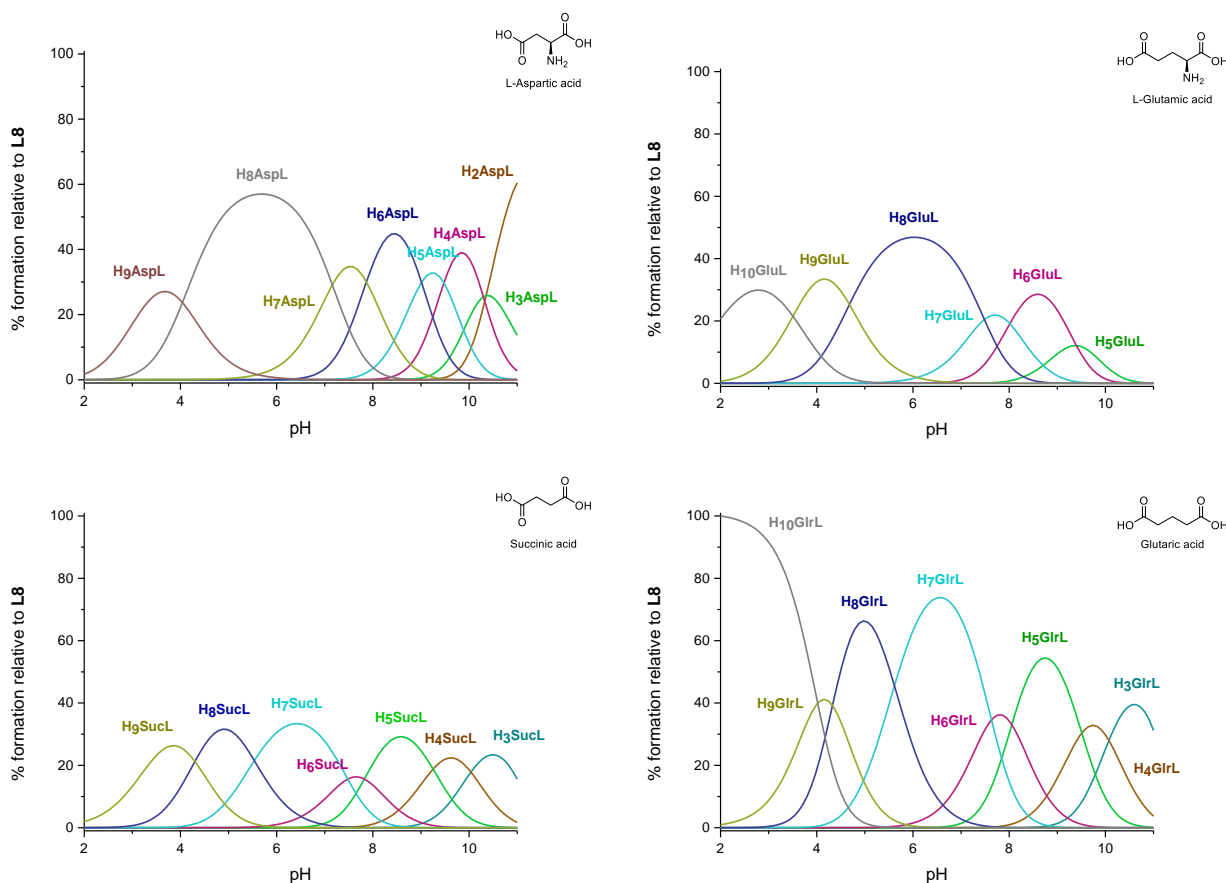 HO
O
O
OH
NH2
L-Aspartic acid
% formation relative to L8
100
80
60
40
20
0
H9AspL
H8AspL
H7AspL
H6AspL
H5AspL
H4AspL
H3AspL
H2AspL
2
4
6
8
10
pH
O
O
HO
OH
NH2
L-Glutamic acid
% formation relative to L8
100
80
60
40
20
0
H10GluL
H9GluL
H8GluL
H7GluL
H6GluL
H5GluL
2
4
6
8
10
pH
O
HO
OH
O
Succinic acid
% formation relative to L8
100
80
60
40
20
0
H9SucL
H8SucL
H7SucL
H6SucL
H5SucL
H4SucL
H3SucL
2
4
6
8
10
pH
O
O
HO
OH
Glutaric acid
% formation relative to L8
100
80
60
40
20
0
H10GlrL
H9GlrL
H8GlrL
H7GlrL
H6GlrL
H5GlrL
H4GlrL
H3GlrL
2
4
6
8
10
pH